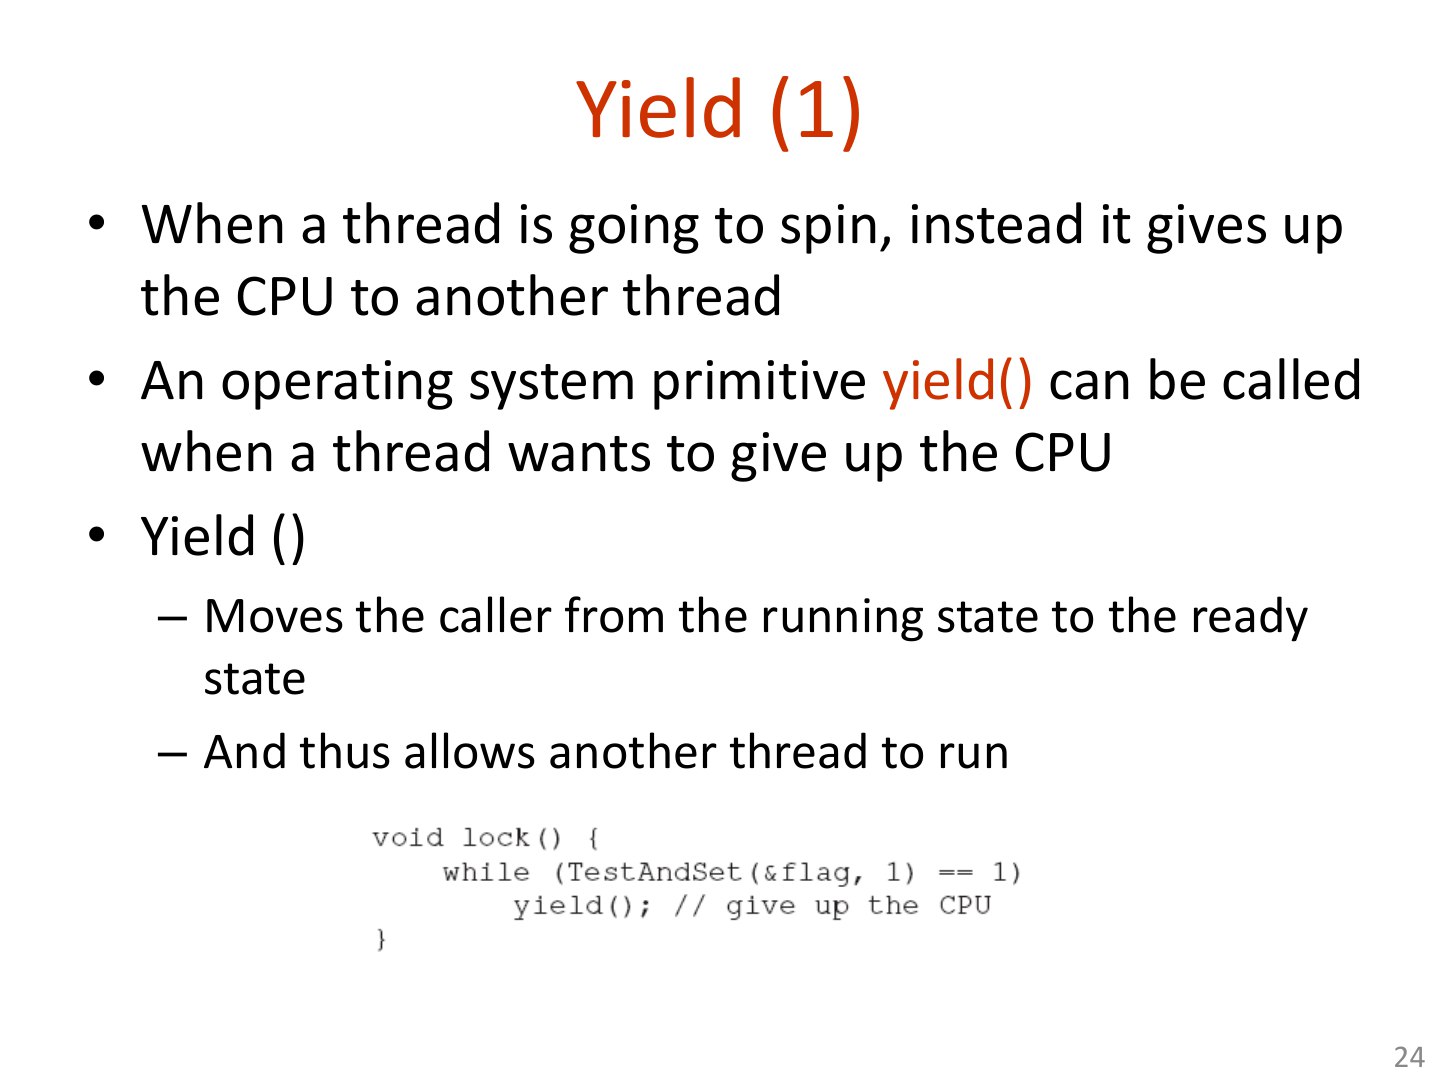 Yield (1)
• When a thread is going to spin, instead it gives up
the CPU to another thread
• An operating system primitive yield() can be called
when a thread wants to give up the CPU
• Yield ()
– Moves the caller from the running state to the ready
state
– And thus allows another thread to run
void lock() {
    while (TestAndSet(&flag, 1) == 1)
        yield(); // give up the CPU
}
24